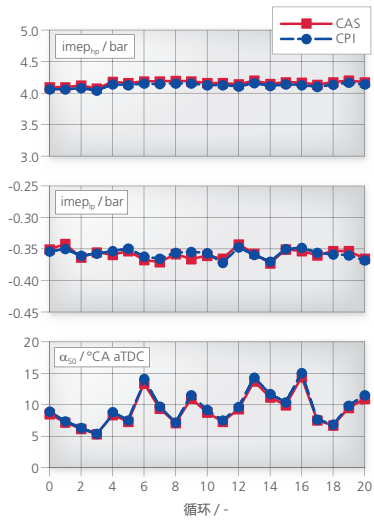 CAS
CPI
5.0
imep_hp / bar
4.5
4.0
3.5
3.0
-0.25
imep_lp / bar
-0.30
-0.35
-0.40
-0.45
20
α_50 / °CA aTDC
15
10
5
0
0 2 4 6 8 10 12 14 16 18 20
循环 / -